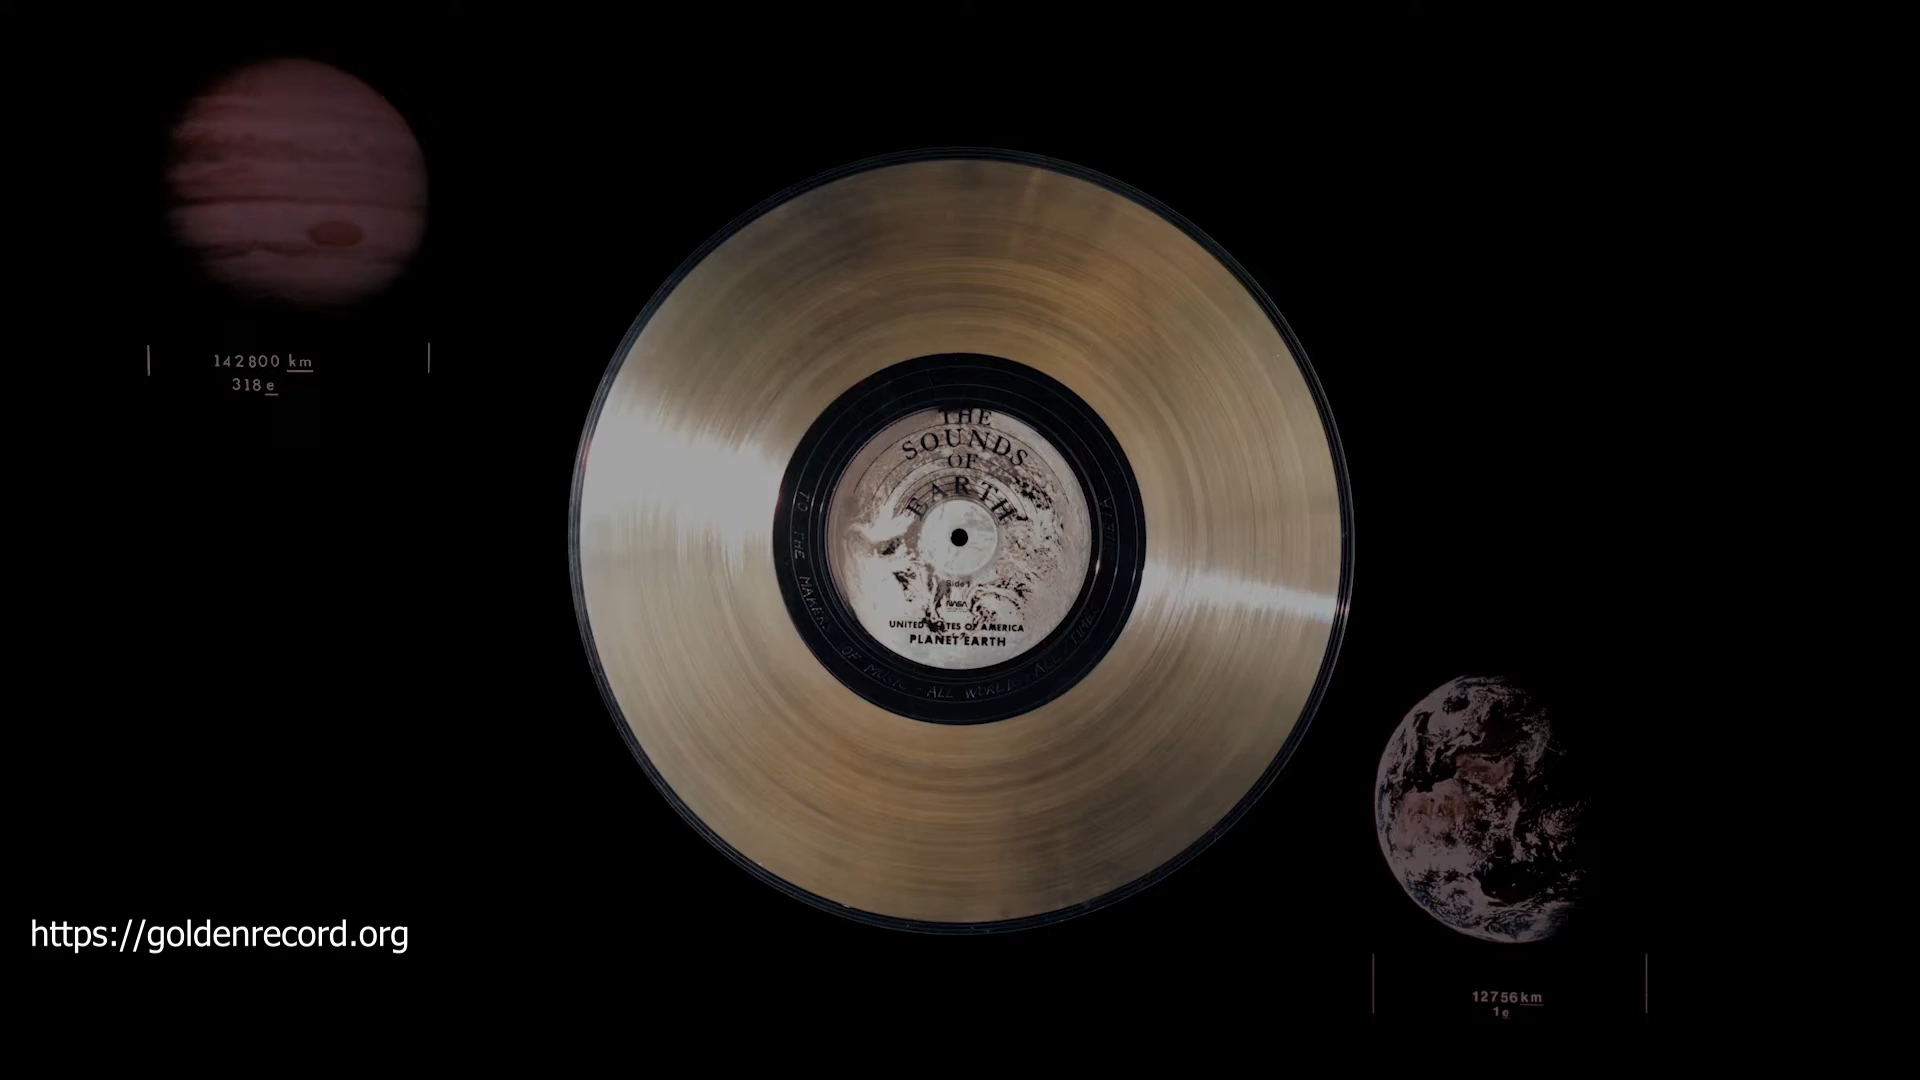 142800 km
318 e
THE
SOUNDS
OF
EARTH
Side 1
NASA
UNITED STATES OF AMERICA
PLANET EARTH
TO THE MAKERS OF MUSIC - ALL WORLDS, ALL TIMES
https://goldenrecord.org
12756 km
1e